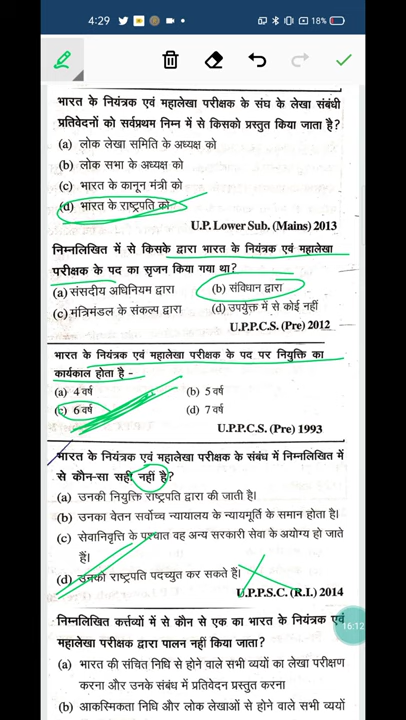 4:29
18%
भारत के नियंत्रक एवं महालेखा परीक्षक के संघ के लेखा संबंधी
प्रतिवेदनों को सर्वप्रथम निम्न में से किसको प्रस्तुत किया जाता है?
(a) लोक लेखा समिति के अध्यक्ष को
(b) लोक सभा के अध्यक्ष को
(c) भारत के कानून मंत्री को
(d) भारत के राष्ट्रपति को
U.P. Lower Sub. (Mains) 2013
निम्नलिखित में से किसके द्वारा भारत के नियंत्रक एवं महालेखा
परीक्षक के पद का सृजन किया गया था?
(a) संसदीय अधिनियम द्वारा (b) संविधान द्वारा
(c) मंत्रिमंडल के संकल्प द्वारा (d) उपर्युक्त में से कोई नहीं
U.P.P.C.S. (Pre) 2012
भारत के नियंत्रक एवं महालेखा परीक्षक के पद पर नियुक्ति का
कार्यकाल होता है -
(a) 4 वर्ष (b) 5 वर्ष
(c) 6 वर्ष (d) 7 वर्ष
U.P.P.C.S. (Pre) 1993
भारत के नियंत्रक एवं महालेखा परीक्षक के संबंध में निम्नलिखित में
से कौन-सा सही नहीं है?
(a) उनकी नियुक्ति राष्ट्रपति द्वारा की जाती है।
(b) उनका वेतन सर्वोच्च न्यायालय के न्यायमूर्ति के समान होता है।
(c) सेवानिवृत्ति के पश्चात वह अन्य सरकारी सेवा के अयोग्य हो जाते
हैं।
(d) उनको राष्ट्रपति पदच्युत कर सकते हैं।
U.P.P.S.C. (R.I.) 2014
16:12
निम्नलिखित कर्त्तव्यों में से कौन से एक का भारत के नियंत्रक एवं
महालेखा परीक्षक द्वारा पालन नहीं किया जाता?
(a) भारत की संचित निधि से होने वाले सभी व्ययों का लेखा परीक्षण
करना और उनके संबंध में प्रतिवेदन प्रस्तुत करना
(b) आकस्मिकता निधि और लोक लेखाओं से होने वाले सभी व्ययों